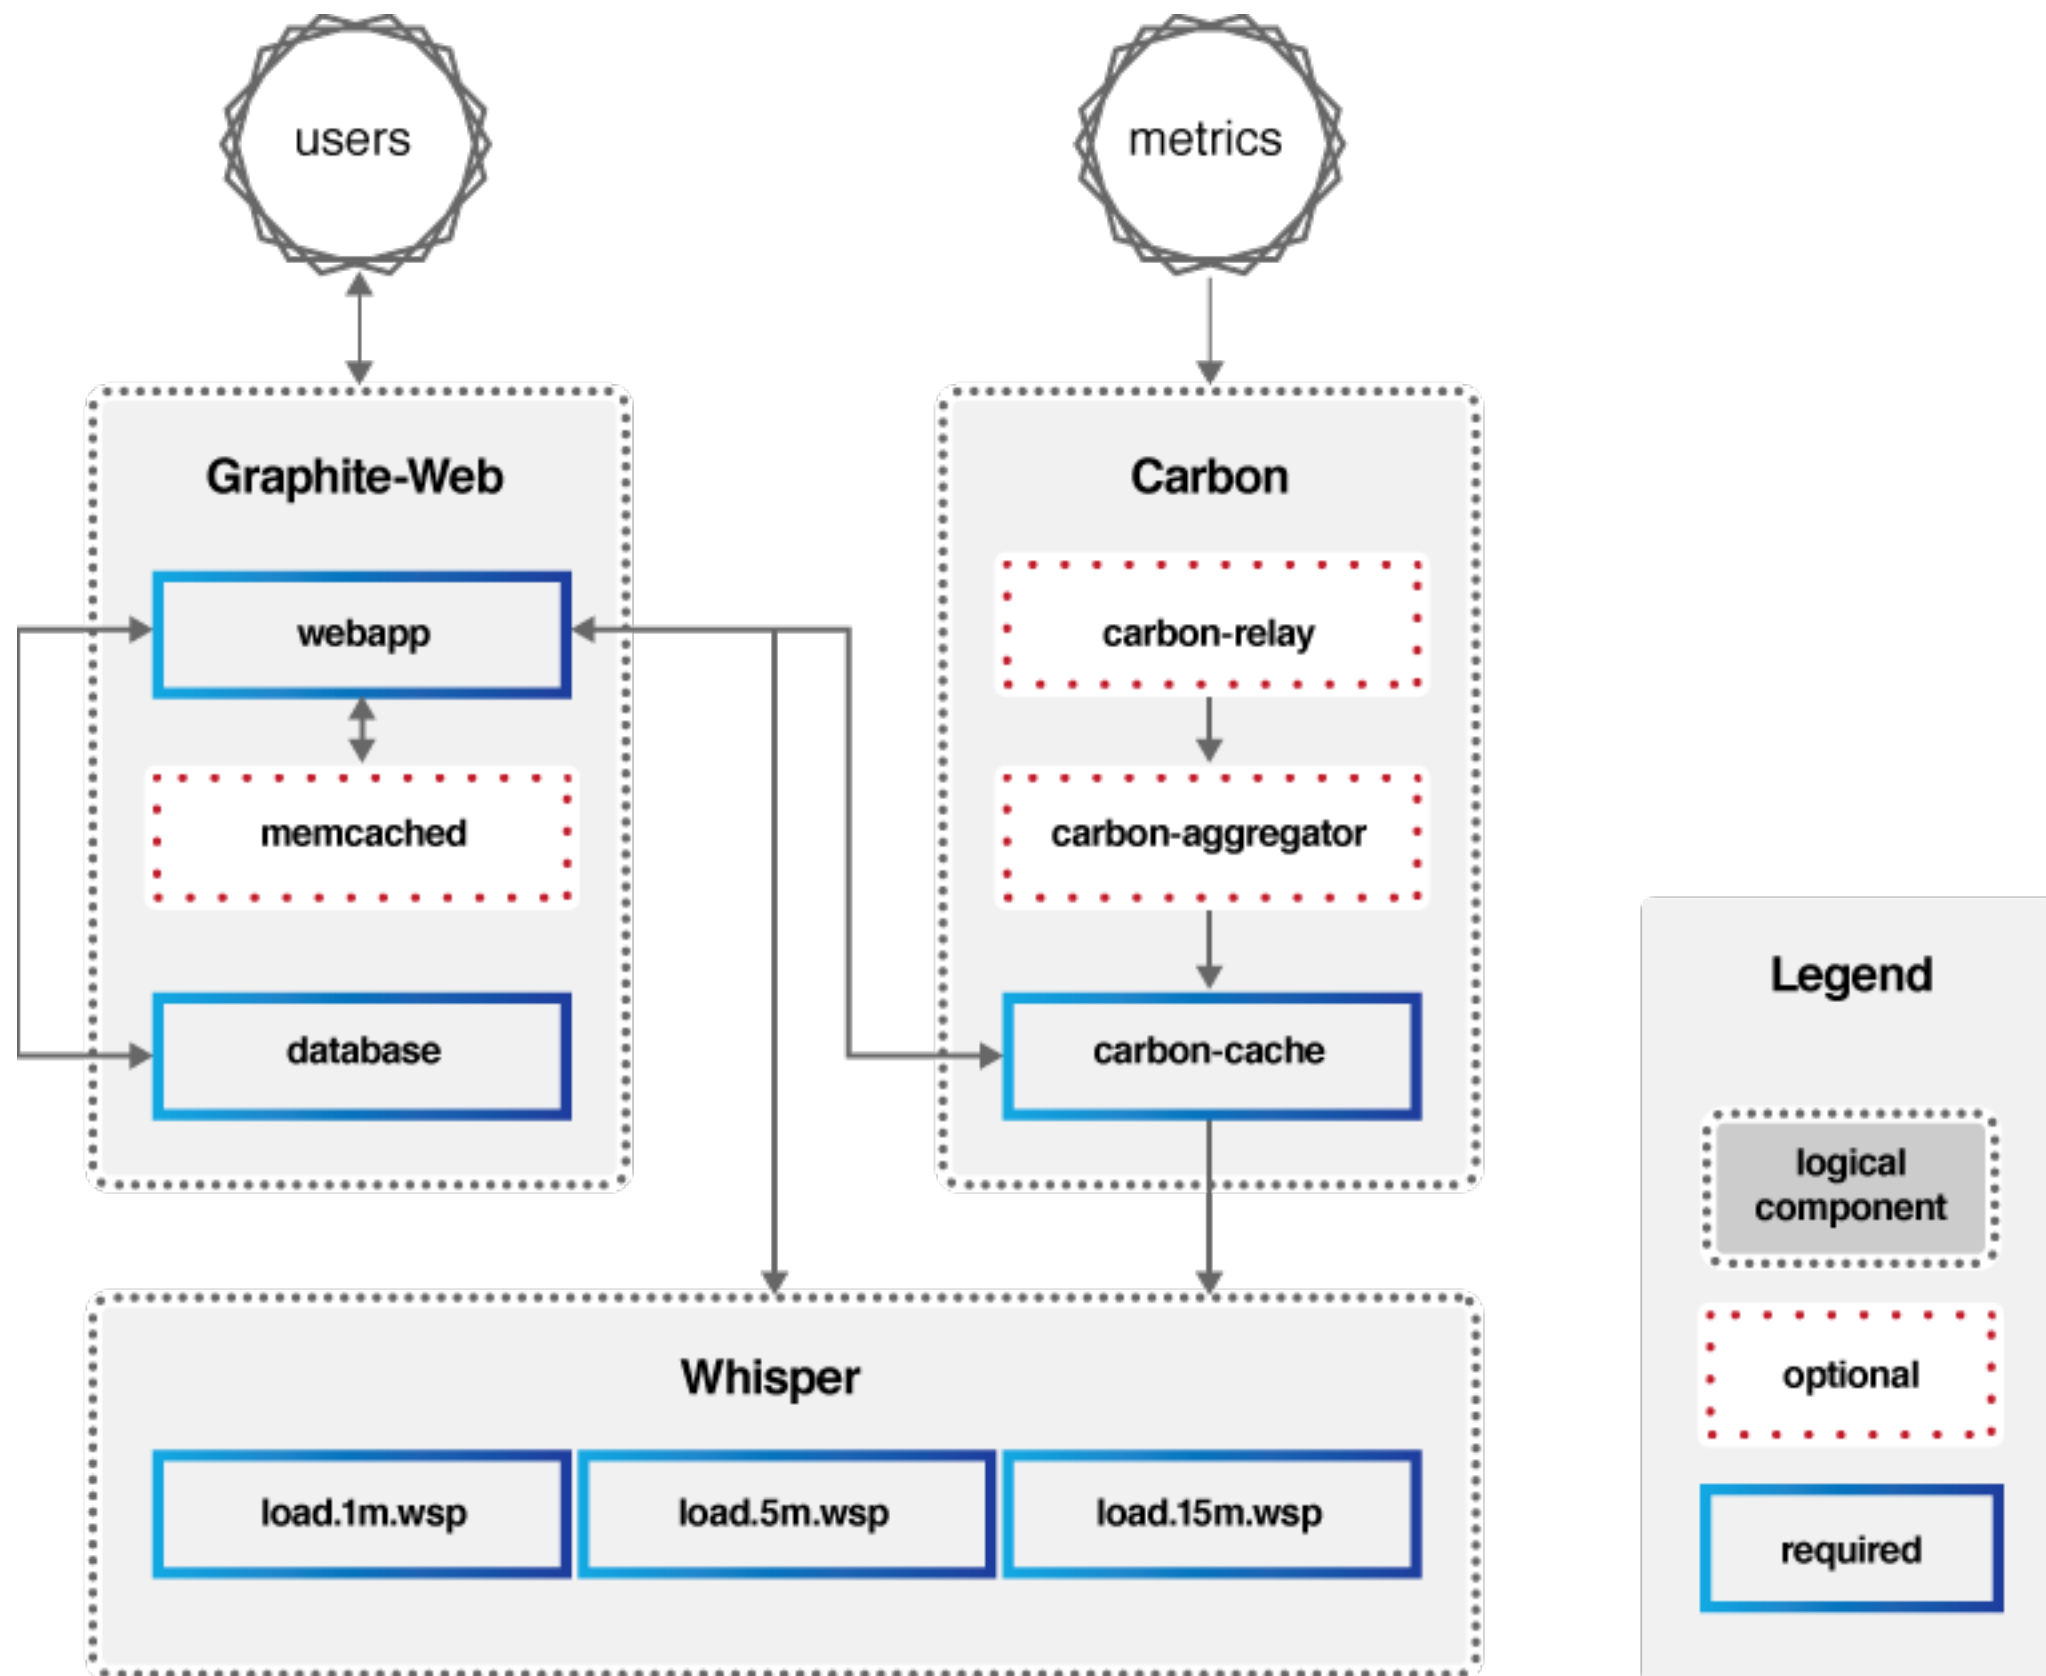 users
metrics
Graphite-Web
Carbon
webapp
carbon-relay
memcached
carbon-aggregator
database
carbon-cache
Whisper
load.1m.wsp
load.5m.wsp
load.15m.wsp
Legend
logical
component
optional
required